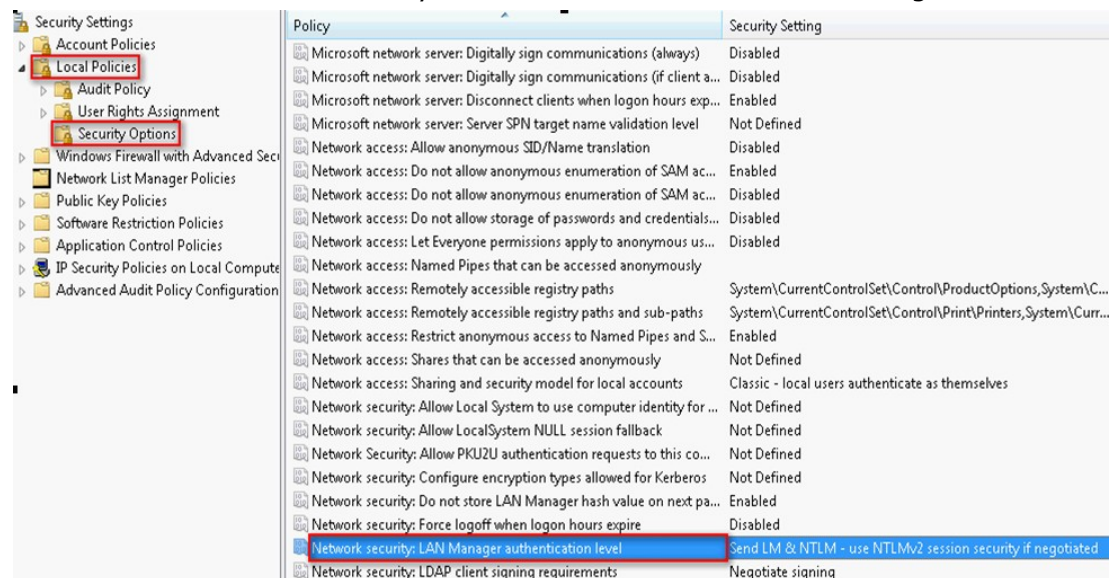 Security Settings
Account Policies
Local Policies
Audit Policy
User Rights Assignment
Security Options
Windows Firewall with Advanced Secu
Network List Manager Policies
Public Key Policies
Software Restriction Policies
Application Control Policies
IP Security Policies on Local Compute
Advanced Audit Policy Configuration
Policy Security Setting
Microsoft network server: Digitally sign communications (always) Disabled
Microsoft network server: Digitally sign communications (if client a... Disabled
Microsoft network server: Disconnect clients when logon hours exp... Enabled
Microsoft network server: Server SPN target name validation level Not Defined
Network access: Allow anonymous SID/Name translation Disabled
Network access: Do not allow anonymous enumeration of SAM ac... Enabled
Network access: Do not allow anonymous enumeration of SAM ac... Disabled
Network access: Do not allow storage of passwords and credentials... Disabled
Network access: Let Everyone permissions apply to anonymous us... Disabled
Network access: Named Pipes that can be accessed anonymously
Network access: Remotely accessible registry paths System\CurrentControlSet\Control\ProductOptions,System\C...
Network access: Remotely accessible registry paths and sub-paths System\CurrentControlSet\Control\Print\Printers,System\Curr...
Network access: Restrict anonymous access to Named Pipes and S... Enabled
Network access: Shares that can be accessed anonymously Not Defined
Network access: Sharing and security model for local accounts Classic - local users authenticate as themselves
Network security: Allow Local System to use computer identity for ... Not Defined
Network security: Allow LocalSystem NULL session fallback Not Defined
Network Security: Allow PKU2U authentication requests to this co... Not Defined
Network security: Configure encryption types allowed for Kerberos Not Defined
Network security: Do not store LAN Manager hash value on next pa... Enabled
Network security: Force logoff when logon hours expire Disabled
Network security: LAN Manager authentication level Send LM & NTLM - use NTLMv2 session security if negotiated
Network security: LDAP client signing requirements Negotiate signing